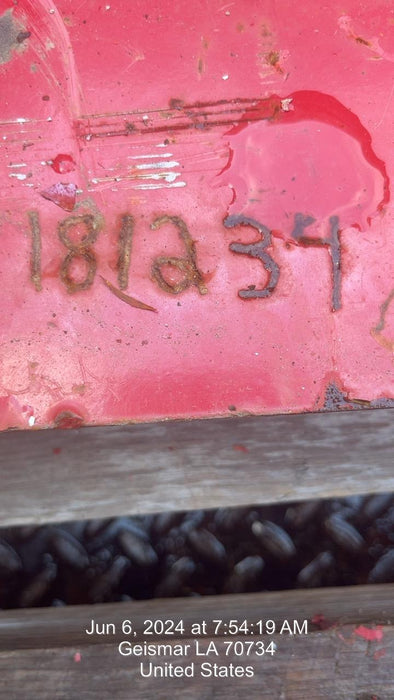 181234
Jun 6, 2024 at 7:54:19 AM
Geismar LA 70734
United States